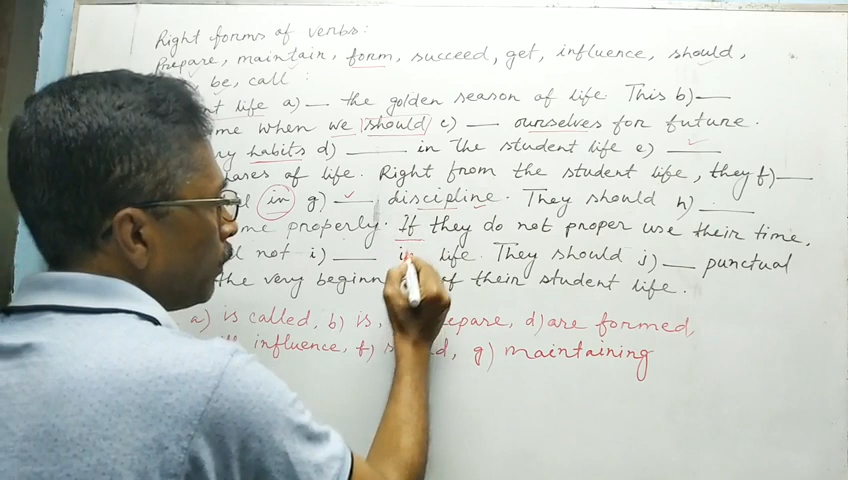 Right forms of verbs:
Prepare, maintain, form, succeed, get, influence, should,
be, call :
life a) — the golden season of life. This b) —
when we should c) — ourselves for future.
habits d) — in the student life e) —
of life. Right from the student life, they f) —
in g) — discipline. They should h) —
properly. If they do not proper use their time,
not i) — in life. They should j) — punctual
the very of their student life.
a) is called, b) is, d) are formed,
influence, f) g) maintaining